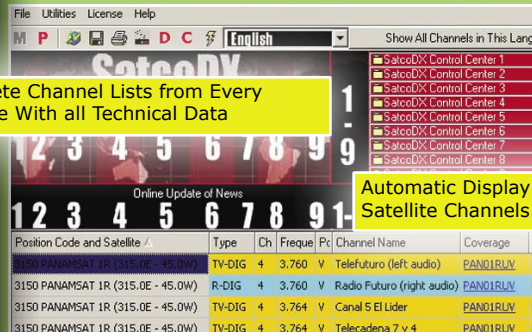 File Utilities License Help
M P D C English Show All Channels in This Lang
SatcoDX
SatcoDX Control Center 1
SatcoDX Control Center 2
SatcoDX Control Center 3
SatcoDX Control Center 4
SatcoDX Control Center 5
SatcoDX Control Center 6
SatcoDX Control Center 7
SatcoDX Control Center 8
ete Channel Lists from Every
e With all Technical Data
1 2 3 4 5 6 7 8 9
1 - 9
Automatic Display
Satellite Channels
Online Update of News
1 2 3 4 5 6 7 8 9 1-
Position Code and Satellite Type Ch Freque Pc Channel Name Coverage
3150 PANAMSAT 1R (315.0E - 45.0W) TV-DIG 4 3.760 V Telefuturo (left audio) PAN01RUV
3150 PANAMSAT 1R (315.0E - 45.0W) R-DIG 4 3.760 V Radio Futuro (right audio) PAN01RUV
3150 PANAMSAT 1R (315.0E - 45.0W) TV-DIG 4 3.764 V Canal 5 El Lider PAN01RUV
3150 PANAMSAT 1R (315.0E - 45.0W) TV-DIG 4 3.764 V Telecadena 7 y 4 PAN01RUV